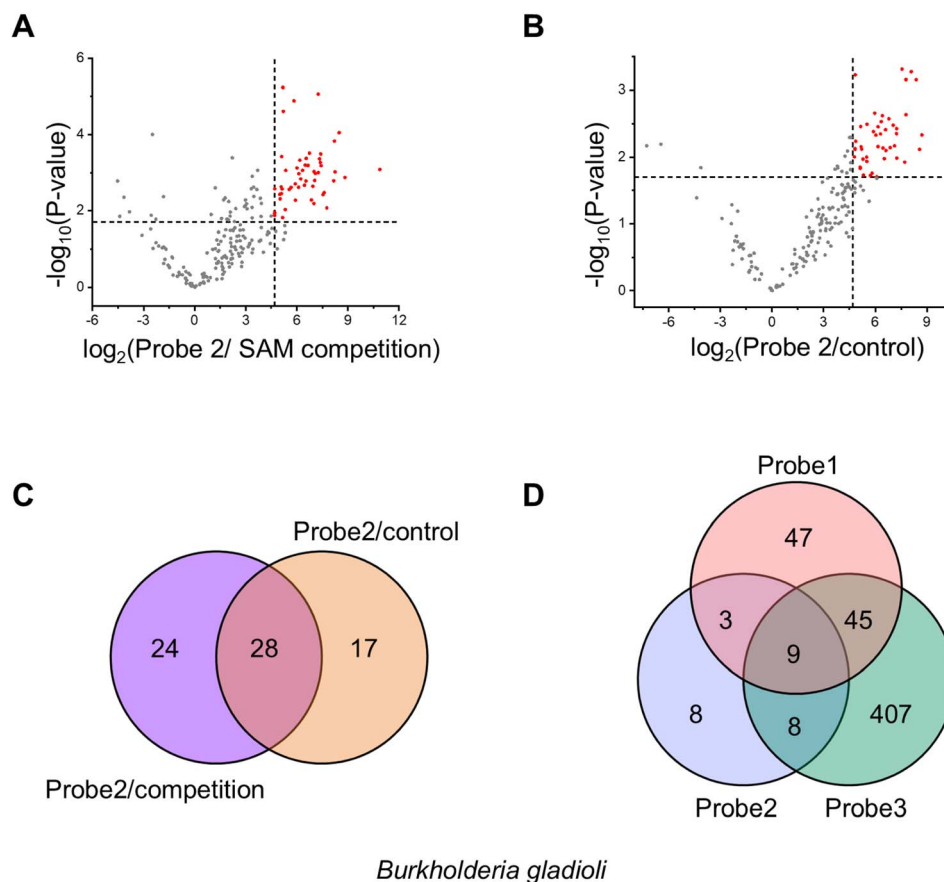 A
6
4
2
0
-log10(P-value)
-6
-3
0
3
6
9
12
log2(Probe 2/ SAM competition)
B
3
2
1
0
-log10(P-value)
-6
-3
0
3
6
9
log2(Probe 2/control)
C
Probe2/control
24
28
17
Probe2/competition
D
Probe1
47
3
45
9
8
8
407
Probe2
Probe3
Burkholderia gladioli